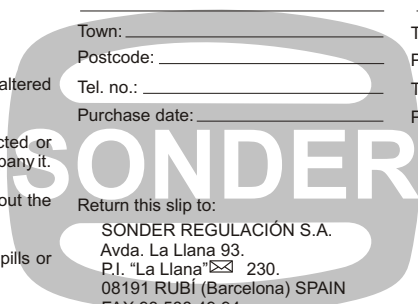 Town:
Postcode:
altered
Tel. no.:
Purchase date:
cted or
pany it.
SONDER
out the
Return this slip to:
SONDER REGULACIÓN S.A.
Avda. La Llana 93.
pills or
P.I. “La Llana”✉ 230.
08191 RUBÍ (Barcelona) SPAIN